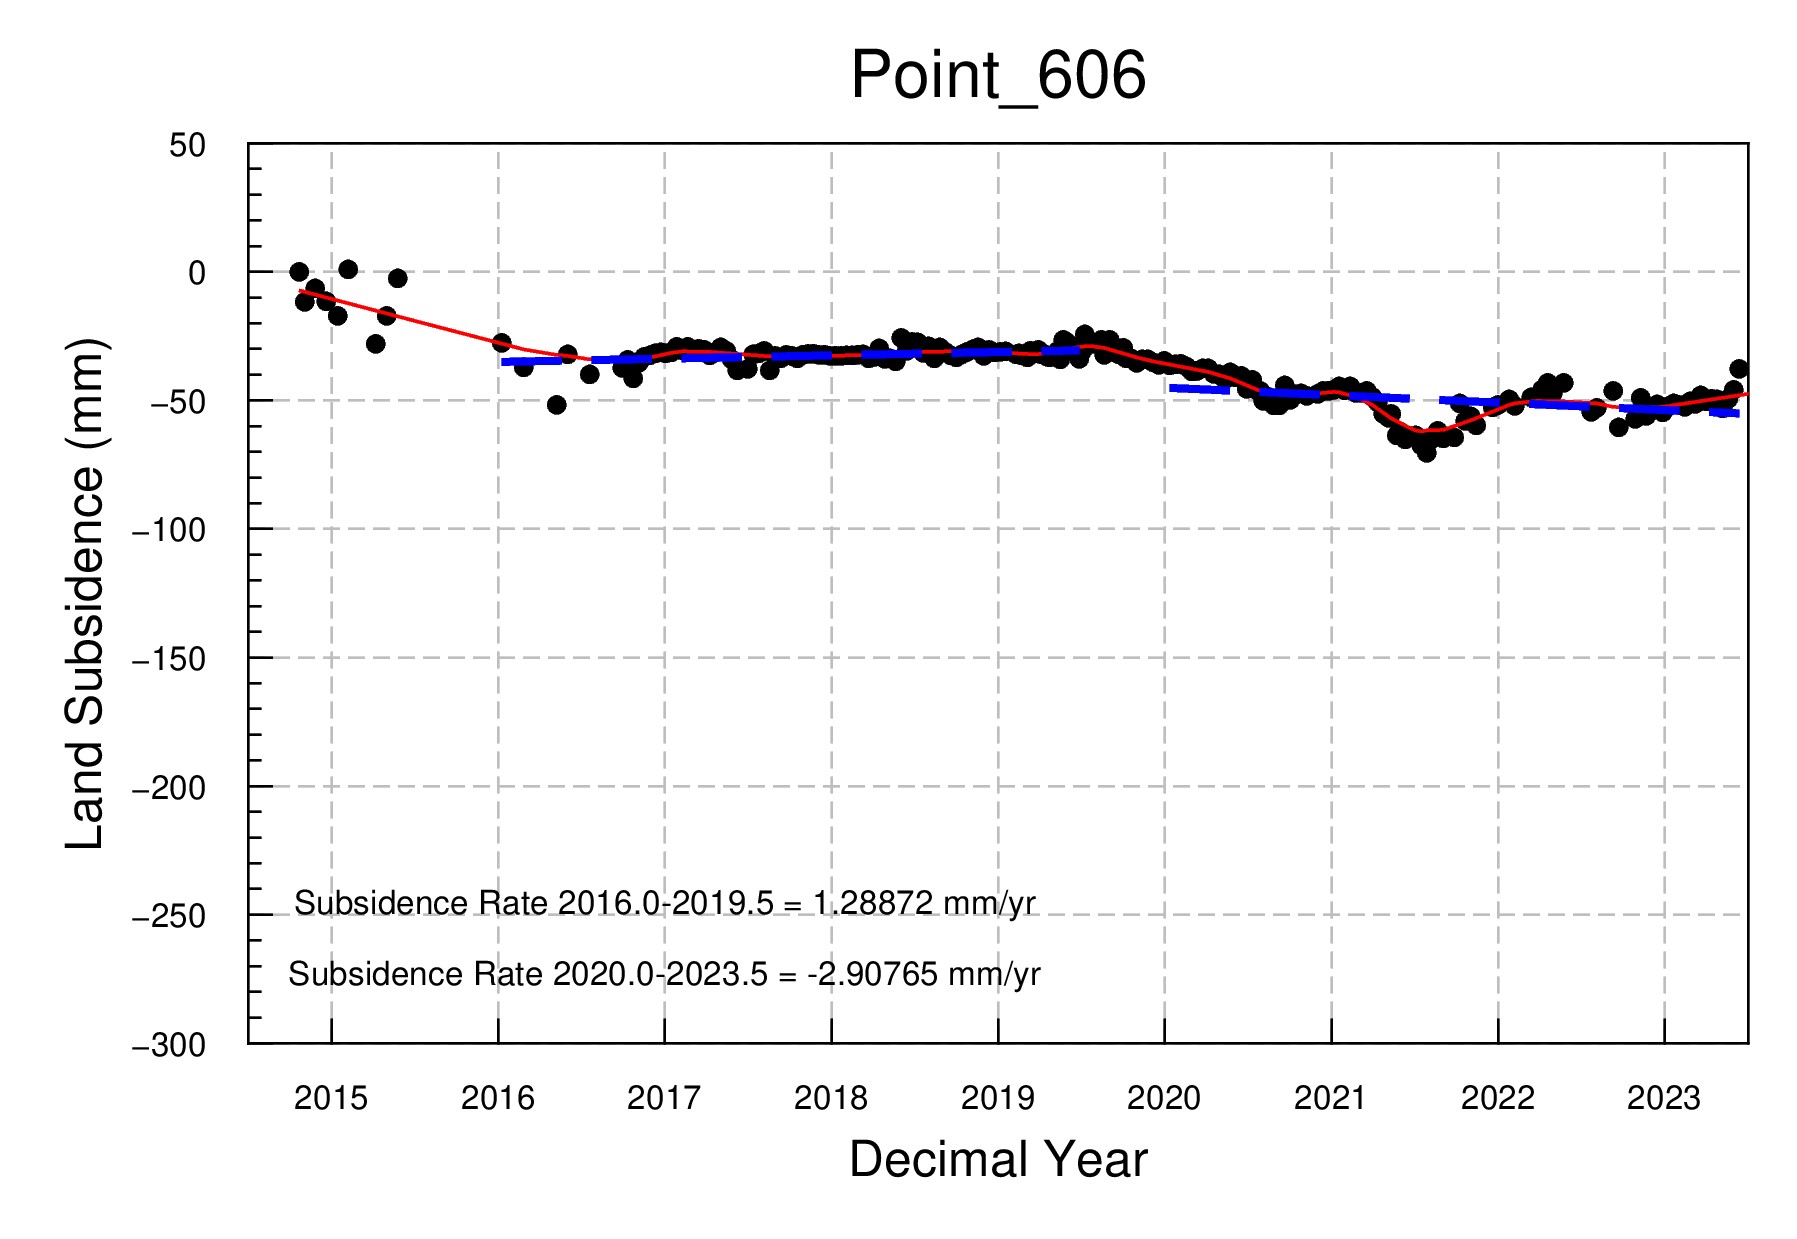 Point_606
50
0
−50
−100
−150
−200
−250
−300
Land Subsidence (mm)
Subsidence Rate 2016.0-2019.5 = 1.28872 mm/yr
Subsidence Rate 2020.0-2023.5 = -2.90765 mm/yr
2015 2016 2017 2018 2019 2020 2021 2022 2023
Decimal Year